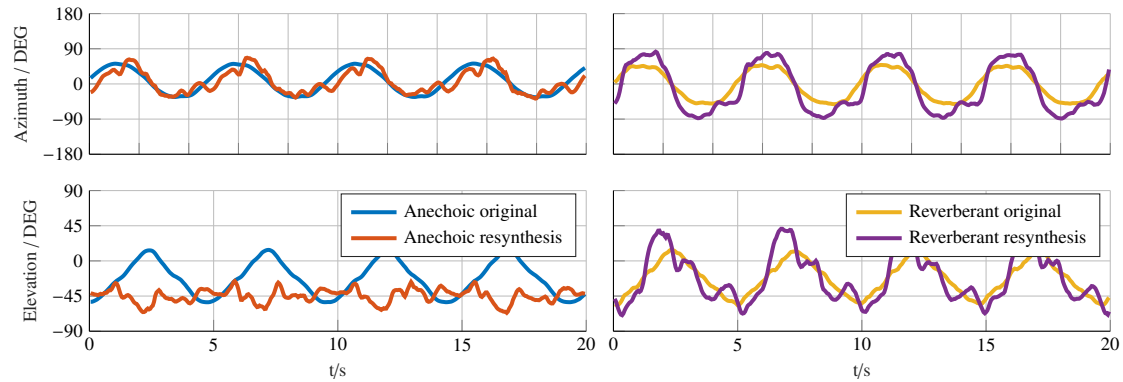 180
90
0
−90
−180
Azimuth / DEG
90
45
0
−45
−90
Elevation / DEG
Anechoic original
Anechoic resynthesis
Reverberant original
Reverberant resynthesis
0 5 10 15 20
0 5 10 15 20
t/s
t/s